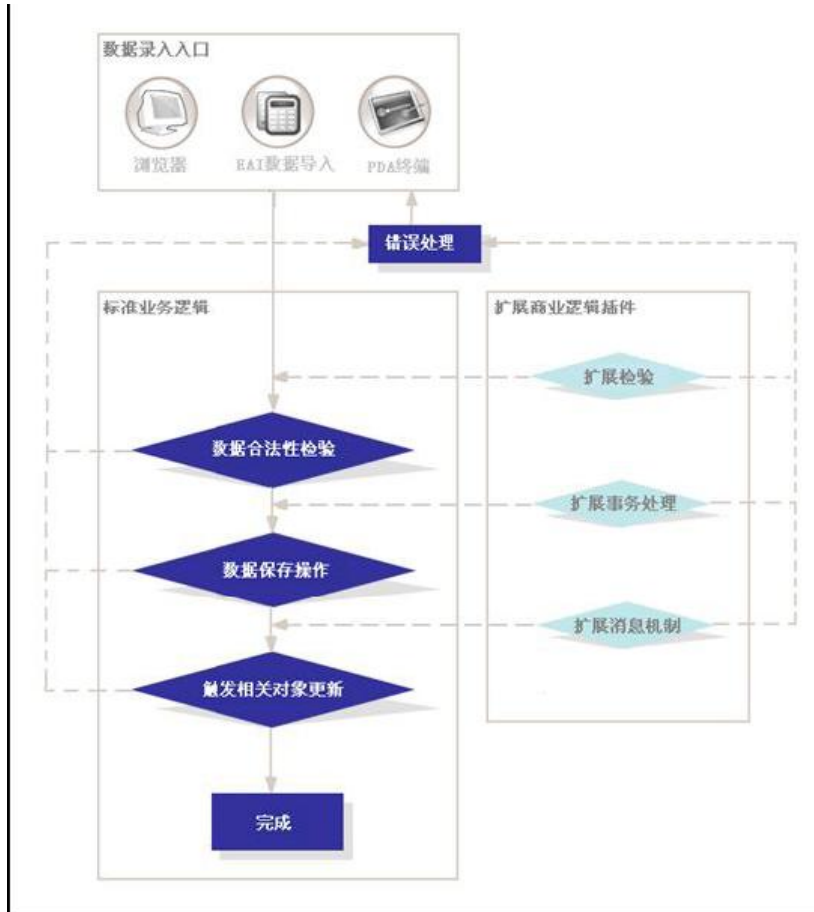 数据录入入口
浏览器 EAI数据导入 PDA终端
错误处理
标准业务逻辑 扩展商业逻辑插件
扩展检验
数据合法性检验
扩展事务处理
数据保存操作
扩展消息机制
触发相关对象更新
完成